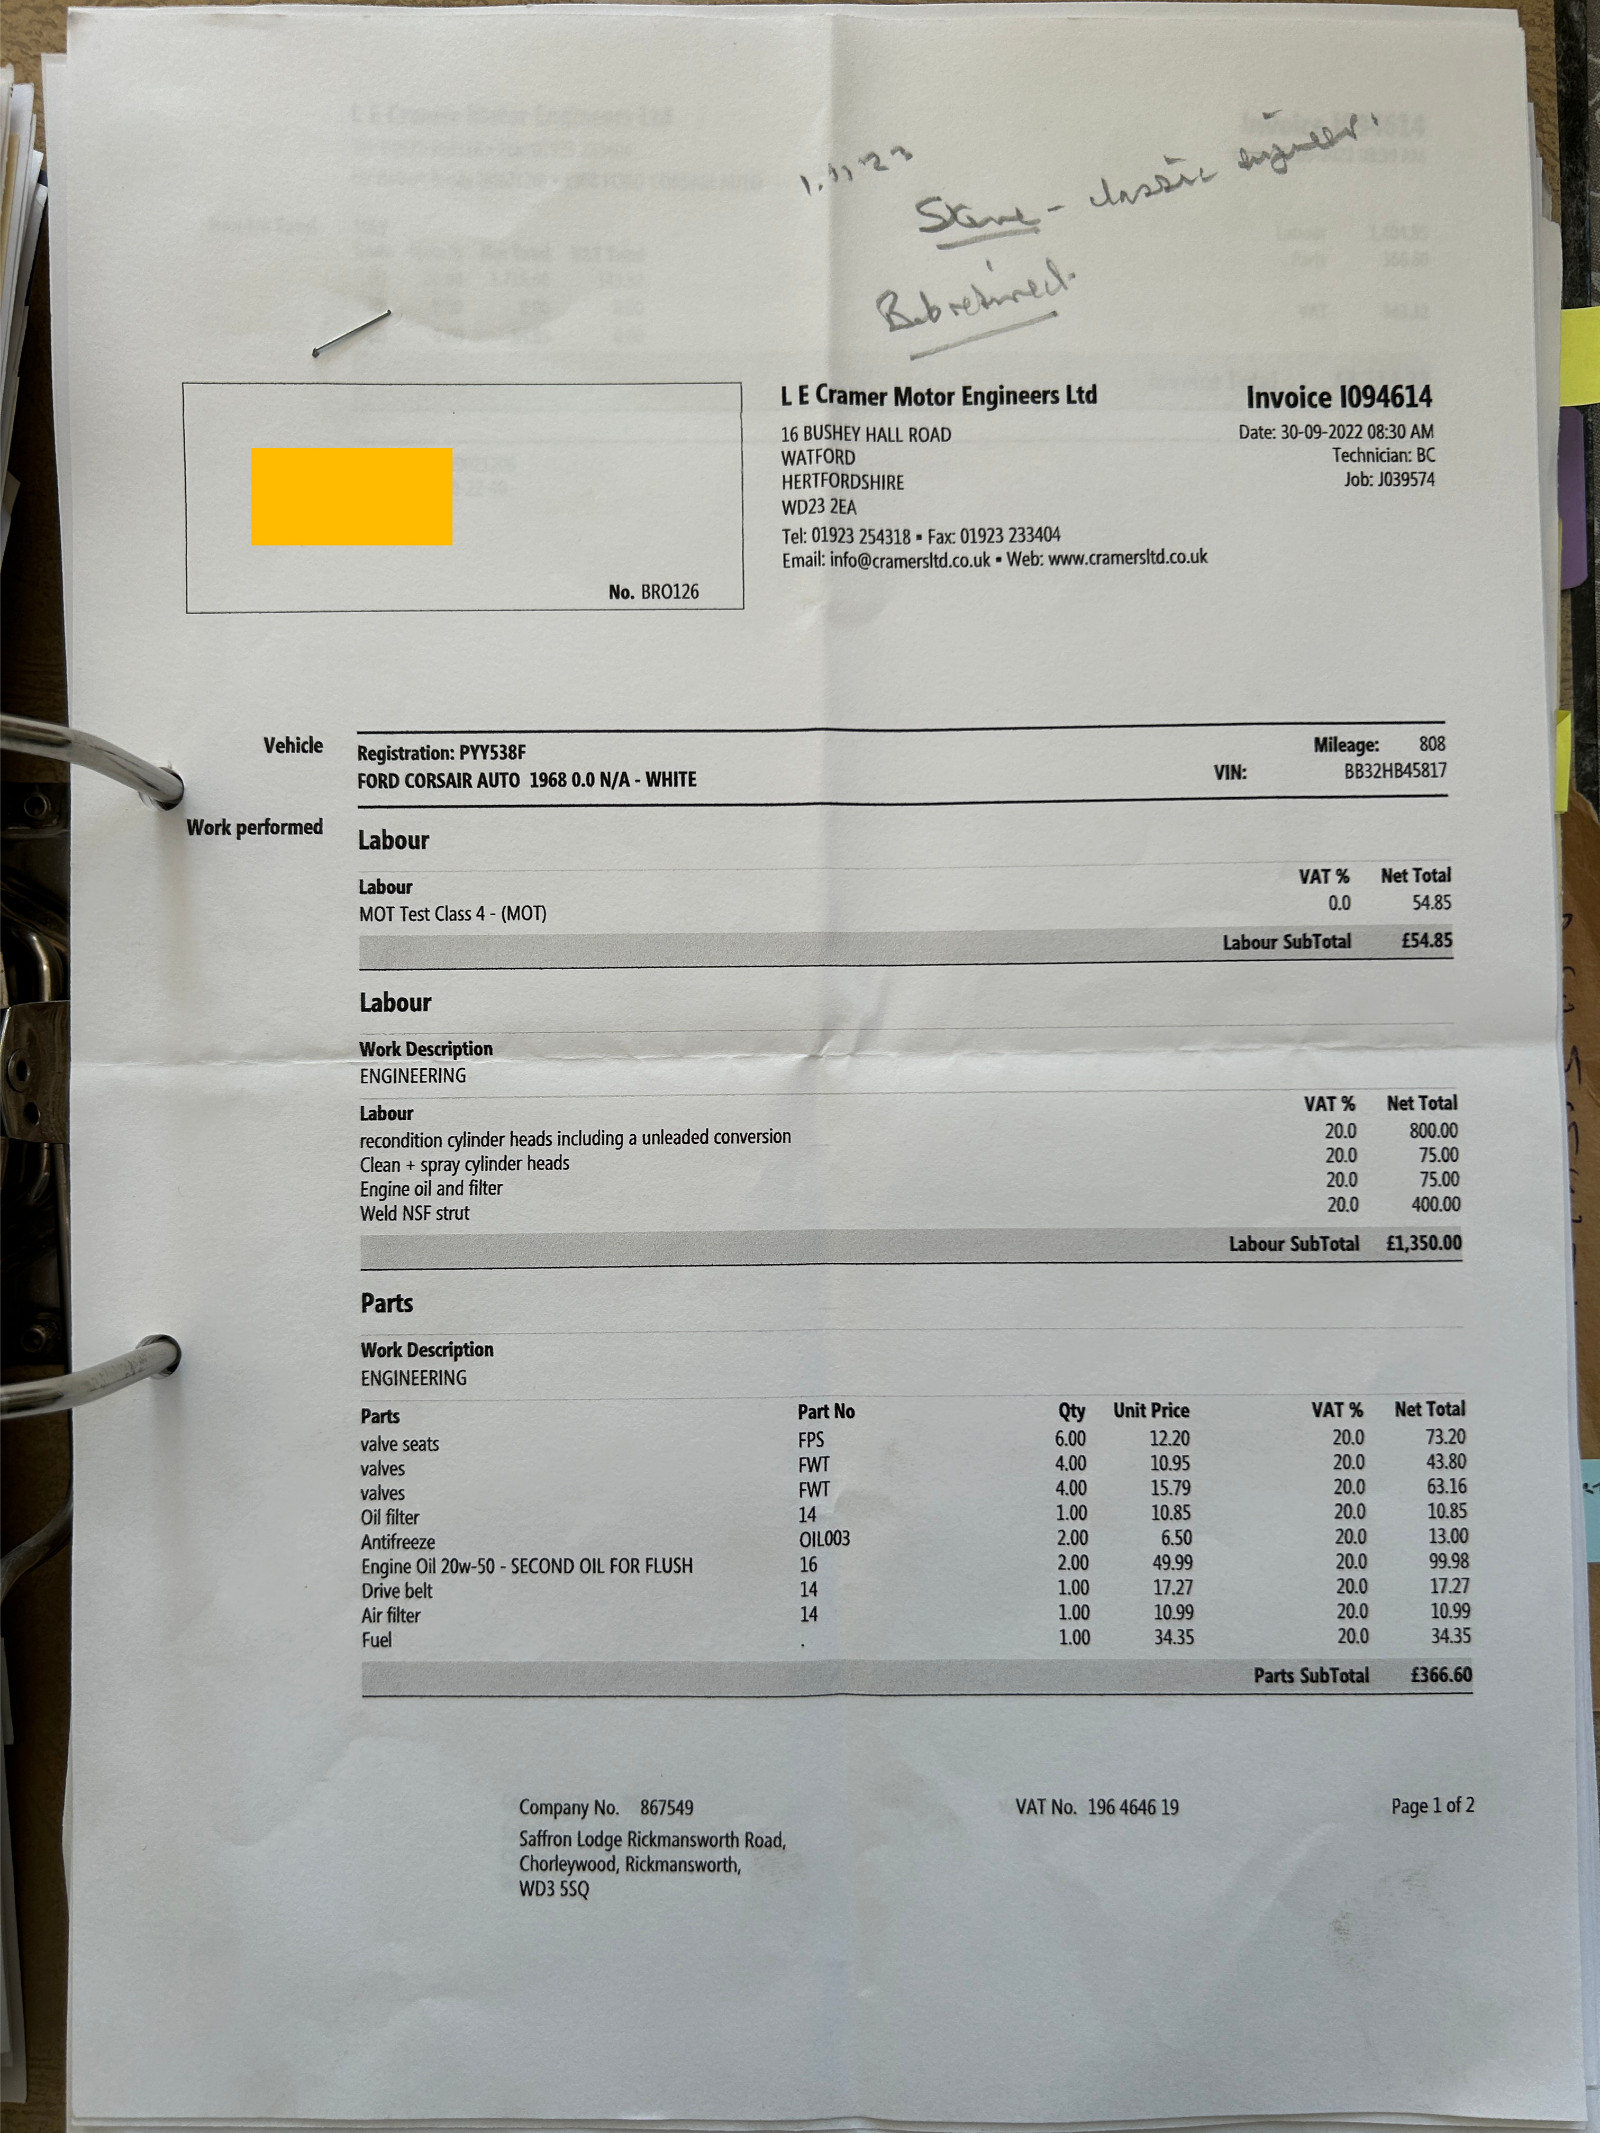 1.11.23
Steve - classic engineer.
Bob retired.
L E Cramer Motor Engineers Ltd
16 BUSHEY HALL ROAD
WATFORD
HERTFORDSHIRE
WD23 2EA
Tel: 01923 254318 ▪ Fax: 01923 233404
Email: info@cramersltd.co.uk ▪ Web: www.cramersltd.co.uk
Invoice I094614
Date: 30-09-2022 08:30 AM
Technician: BC
Job: J039574
No. BRO126
Vehicle
Registration: PYY538F
FORD CORSAIR AUTO 1968 0.0 N/A - WHITE
Mileage: 808
VIN: BB32HB45817
Work performed
Labour
Labour VAT % Net Total
MOT Test Class 4 - (MOT) 0.0 54.85
Labour SubTotal £54.85
Labour
Work Description
ENGINEERING
Labour VAT % Net Total
recondition cylinder heads including a unleaded conversion 20.0 800.00
Clean + spray cylinder heads 20.0 75.00
Engine oil and filter 20.0 75.00
Weld NSF strut 20.0 400.00
Labour SubTotal £1,350.00
Parts
Work Description
ENGINEERING
Parts Part No Qty Unit Price VAT % Net Total
valve seats FPS 6.00 12.20 20.0 73.20
valves FWT 4.00 10.95 20.0 43.80
valves FWT 4.00 15.79 20.0 63.16
Oil filter 14 1.00 10.85 20.0 10.85
Antifreeze OIL003 2.00 6.50 20.0 13.00
Engine Oil 20w-50 - SECOND OIL FOR FLUSH 16 2.00 49.99 20.0 99.98
Drive belt 14 1.00 17.27 20.0 17.27
Air filter 14 1.00 10.99 20.0 10.99
Fuel . 1.00 34.35 20.0 34.35
Parts SubTotal £366.60
Company No. 867549
Saffron Lodge Rickmansworth Road,
Chorleywood, Rickmansworth,
WD3 5SQ
VAT No. 196 4646 19
Page 1 of 2